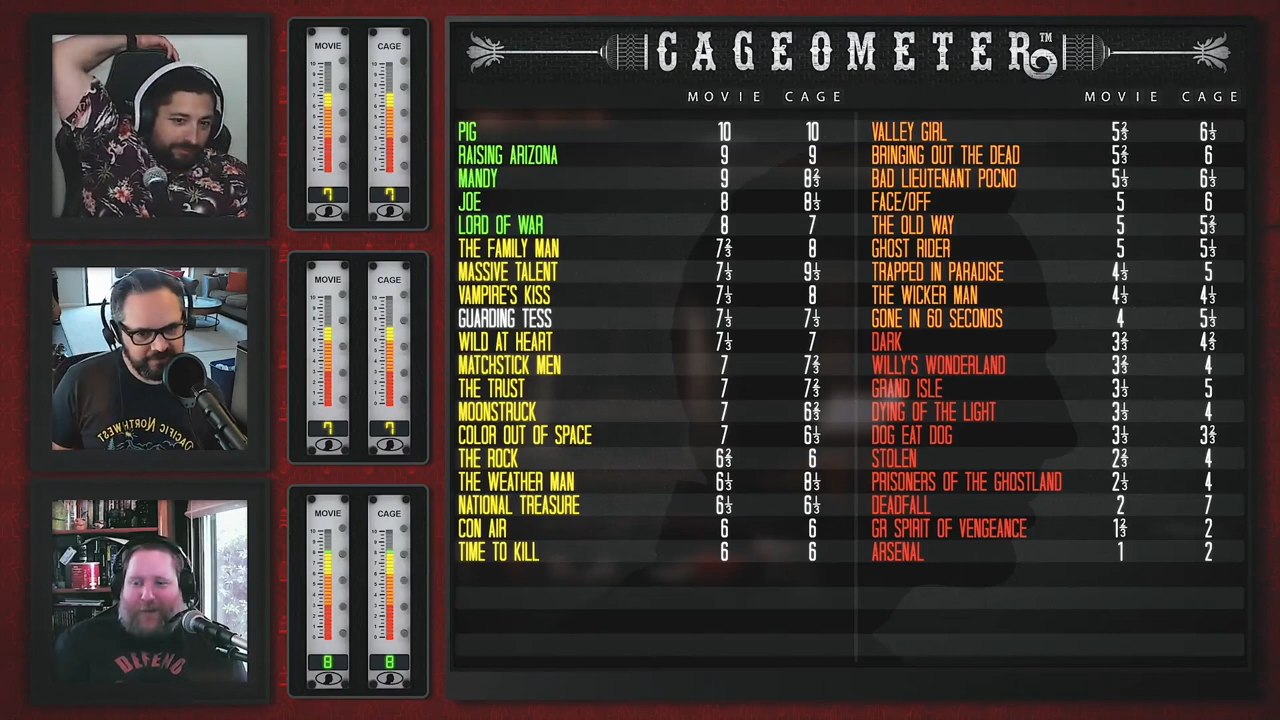 CAGEOMETER™
MOVIE CAGE MOVIE CAGE
PIG 10 10
RAISING ARIZONA 9 9
MANDY 9 8⅔
JOE 8 8⅓
LORD OF WAR 8 7
THE FAMILY MAN 7⅔ 8
MASSIVE TALENT 7⅓ 9⅓
VAMPIRE'S KISS 7⅓ 8
GUARDING TESS 7⅓ 7⅓
WILD AT HEART 7⅓ 7
MATCHSTICK MEN 7 7⅔
THE TRUST 7 7⅔
MOONSTRUCK 7 6⅔
COLOR OUT OF SPACE 7 6⅓
THE ROCK 6⅔ 6
THE WEATHER MAN 6⅓ 8⅓
NATIONAL TREASURE 6⅓ 6⅓
CON AIR 6 6
TIME TO KILL 6 6
VALLEY GIRL 5⅔ 6⅓
BRINGING OUT THE DEAD 5⅔ 6
BAD LIEUTENANT POCNO 5⅓ 6⅓
FACE/OFF 5 6
THE OLD WAY 5 5⅔
GHOST RIDER 5 5⅓
TRAPPED IN PARADISE 4⅓ 5
THE WICKER MAN 4⅓ 4⅓
GONE IN 60 SECONDS 4 5⅓
DARK 3⅔ 4⅔
WILLY'S WONDERLAND 3⅔ 4
GRAND ISLE 3⅓ 5
DYING OF THE LIGHT 3⅓ 4
DOG EAT DOG 3⅓ 3⅔
STOLEN 2⅔ 4
PRISONERS OF THE GHOSTLAND 2⅓ 4
DEADFALL 2 7
GR SPIRIT OF VENGEANCE 1⅔ 2
ARSENAL 1 2
MOVIE CAGE
7 7
MOVIE CAGE
7 7
PACIFIC NORTHWEST
MOVIE CAGE
8 8
DEFEND